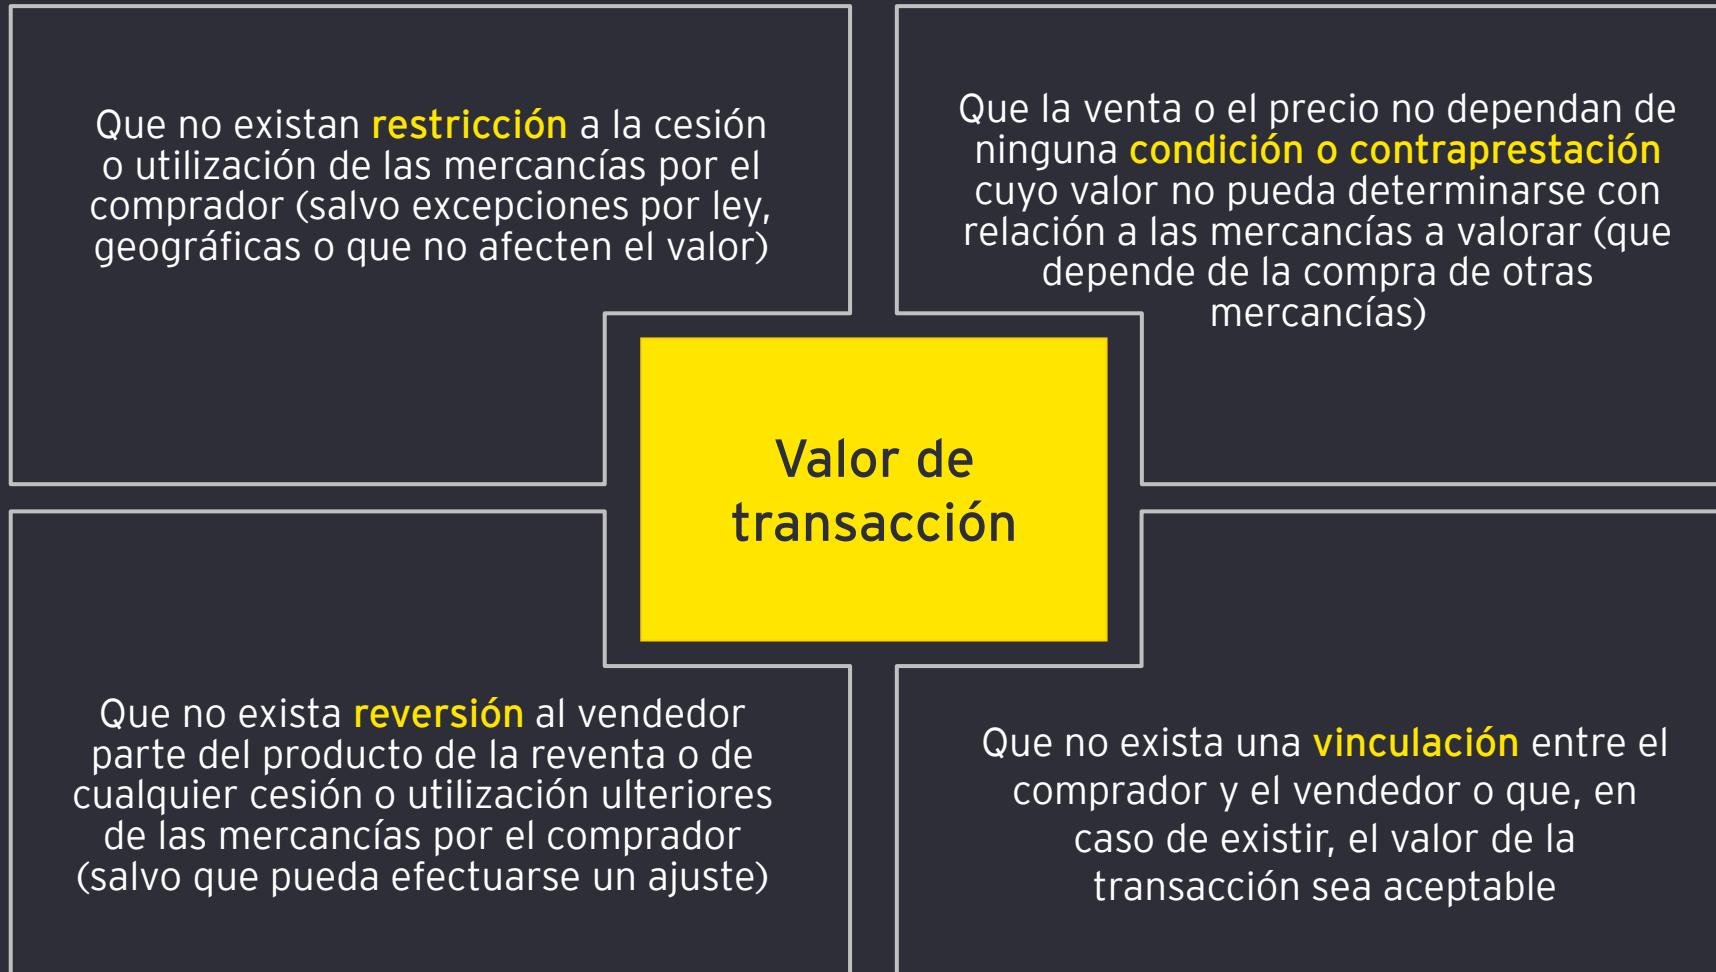 Que no existan restricción a la cesión
o utilización de las mercancías por el
comprador (salvo excepciones por ley,
geográficas o que no afecten el valor)
Que la venta o el precio no dependan de
ninguna condición o contraprestación
cuyo valor no pueda determinarse con
relación a las mercancías a valorar (que
depende de la compra de otras
mercancías)
Valor de
transacción
Que no exista reversión al vendedor
parte del producto de la reventa o de
cualquier cesión o utilización ulteriores
de las mercancías por el comprador
(salvo que pueda efectuarse un ajuste)
Que no exista una vinculación entre el
comprador y el vendedor o que, en
caso de existir, el valor de la
transacción sea aceptable